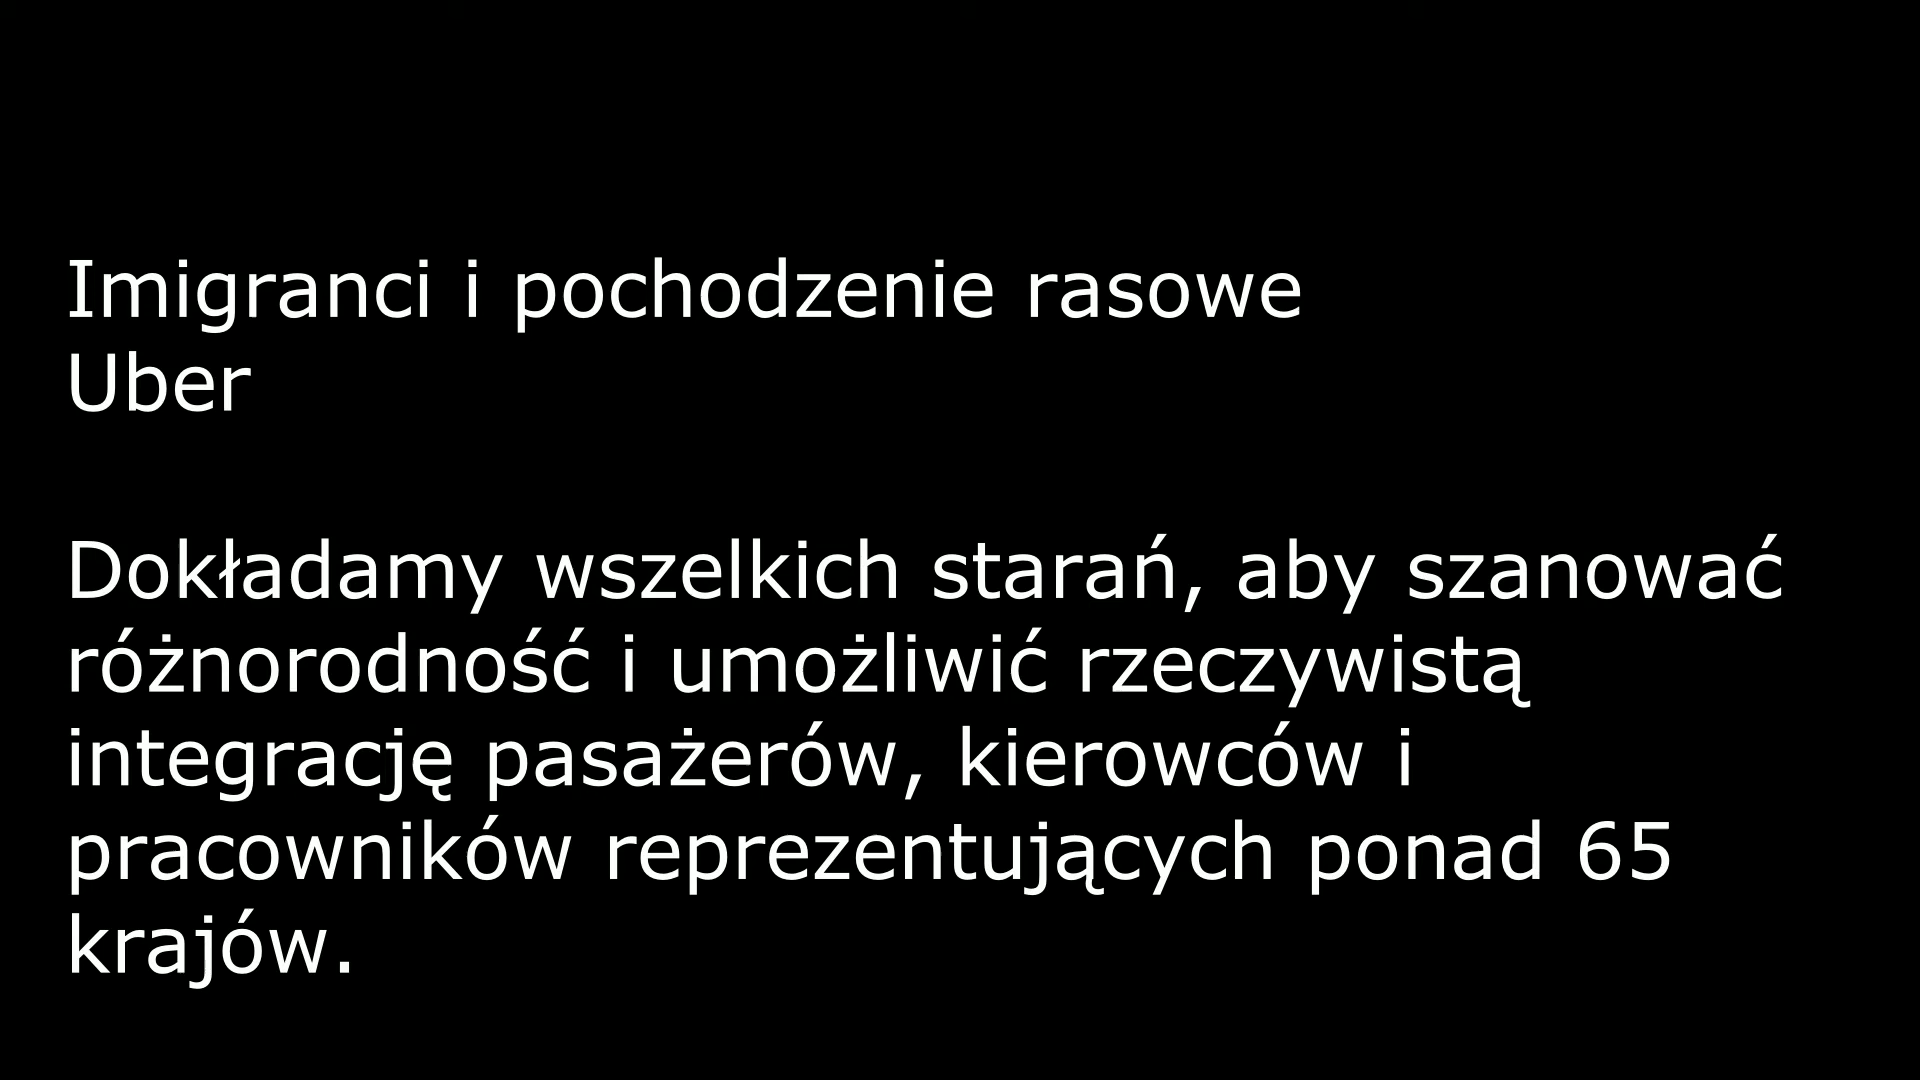 Imigranci i pochodzenie rasowe
Uber
Dokładamy wszelkich starań, aby szanować
różnorodność i umożliwić rzeczywistą
integrację pasażerów, kierowców i
pracowników reprezentujących ponad 65
krajów.